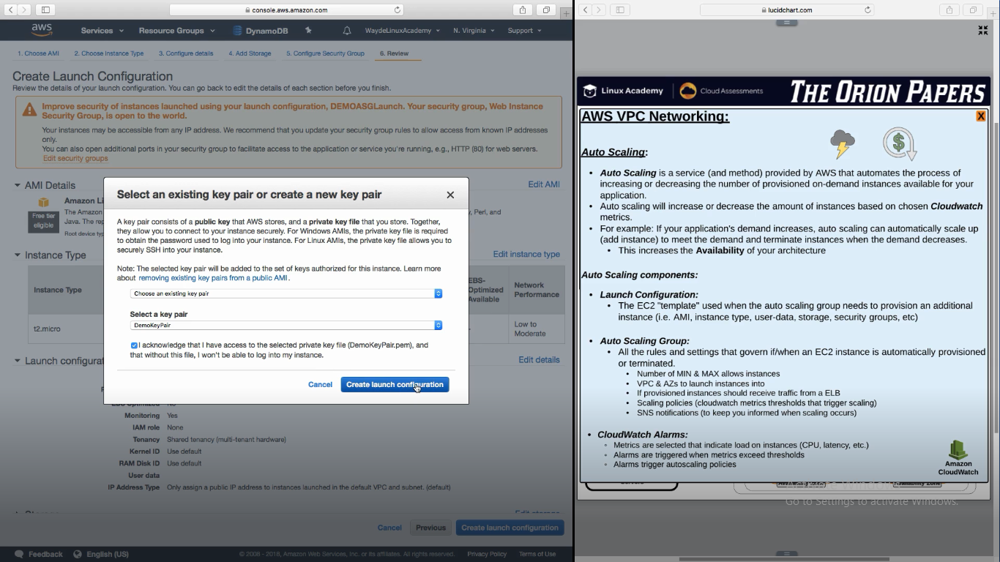 console.aws.amazon.com
aws Services Resource Groups DynamoDB WaydeLinuxAcademy N. Virginia Support
1. Choose AMI 2. Choose Instance Type 3. Configure details 4. Add Storage 5. Configure Security Group 6. Review
Create Launch Configuration
Review the details of your launch configuration. You can go back to edit the details of each section before you finish.
Improve security of instances launched using your launch configuration, DEMOASGLaunch. Your security group, Web Instance
Security Group, is open to the world.
Your instances may be accessible from any IP address. We recommend that you update your security group rules to allow access from known IP addresses
only.
You can also open additional ports in your security group to facilitate access to the application or service you're running, e.g., HTTP (80) for web servers.
Edit security groups
AMI Details Edit AMI
Free tier
eligible
Amazon Li
The Amazon , Perl, and
Java. The rep
Root device typ
Instance Type Edit instance type
Instance Type EBS-
Optimized
Available Network
Performance
t2.micro - Low to
Moderate
Launch configurat Edit details
EBS Optimized No
Monitoring Yes
IAM role None
Tenancy Shared tenancy (multi-tenant hardware)
Kernel ID Use default
RAM Disk ID Use default
User data
IP Address Type Only assign a public IP address to instances launched in the default VPC and subnet. (default)
Edit storage
Cancel Previous Create launch configuration
Feedback English (US) © 2008 - 2018, Amazon Web Services, Inc. or its affiliates. All rights reserved. Privacy Policy Terms of Use
Select an existing key pair or create a new key pair
A key pair consists of a public key that AWS stores, and a private key file that you store. Together,
they allow you to connect to your instance securely. For Windows AMIs, the private key file is required
to obtain the password used to log into your instance. For Linux AMIs, the private key file allows you to
securely SSH into your instance.
Note: The selected key pair will be added to the set of keys authorized for this instance. Learn more
about removing existing key pairs from a public AMI.
Choose an existing key pair
Select a key pair
DemoKeyPair
I acknowledge that I have access to the selected private key file (DemoKeyPair.pem), and
that without this file, I won't be able to log into my instance.
Cancel Create launch configuration
lucidchart.com
Linux Academy Cloud Assessments THE ORION PAPERS
AWS VPC Networking: X
Auto Scaling:
• Auto Scaling is a service (and method) provided by AWS that automates the process of
increasing or decreasing the number of provisioned on-demand instances available for your
application.
• Auto scaling will increase or decrease the amount of instances based on chosen Cloudwatch
metrics.
• For example: If your application's demand increases, auto scaling can automatically scale up
(add instance) to meet the demand and terminate instances when the demand decreases.
• This increases the Availability of your architecture
Auto Scaling components:
• Launch Configuration:
• The EC2 "template" used when the auto scaling group needs to provision an additional
instance (i.e. AMI, instance type, user-data, storage, security groups, etc)
• Auto Scaling Group:
• All the rules and settings that govern if/when an EC2 instance is automatically provisioned
or terminated.
• Number of MIN & MAX allows instances
• VPC & AZs to launch instances into
• If provisioned instances should receive traffic from a ELB
• Scaling policies (cloudwatch metrics thresholds that trigger scaling)
• SNS notifications (to keep you informed when scaling occurs)
• CloudWatch Alarms:
◦ Metrics are selected that indicate load on instances (CPU, latency, etc.)
◦ Alarms are triggered when metrics exceed thresholds
◦ Alarms trigger autoscaling policies
Amazon
CloudWatch
Servers
Go to Settings to activate Windows.